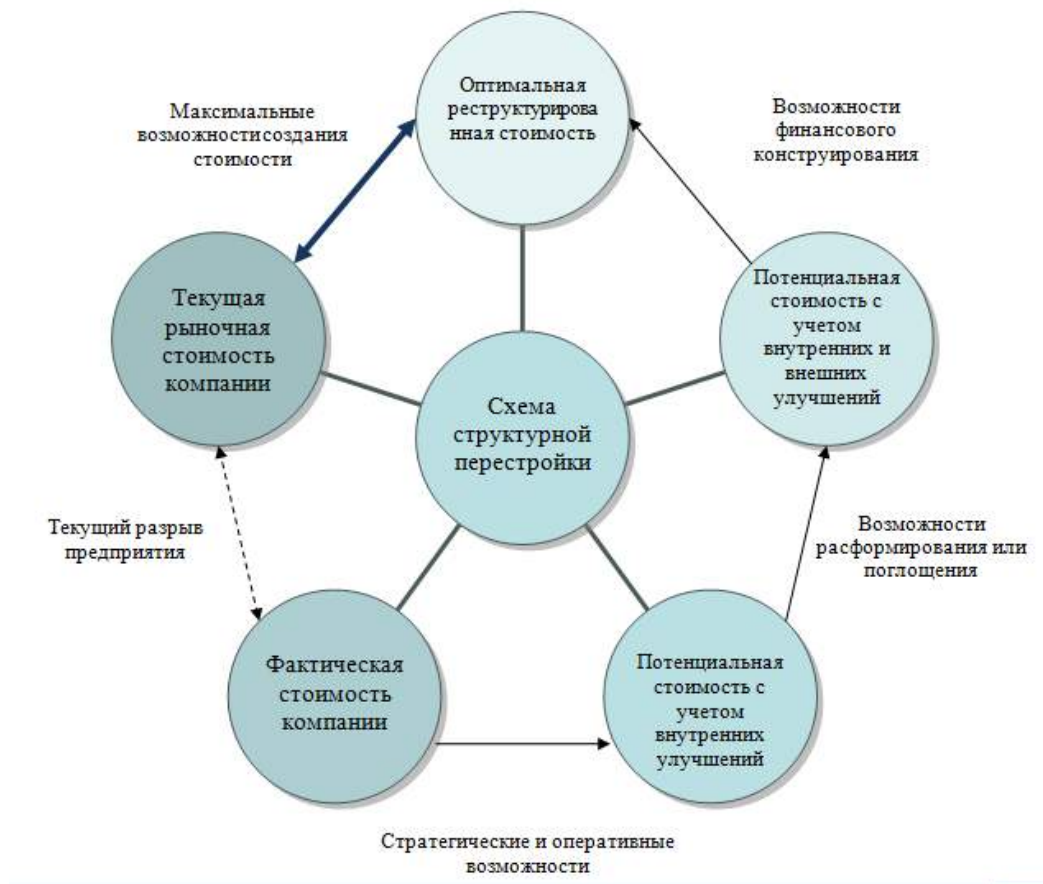 Оптимальная
реструктурирова
нная стоимость
Максимальные
возможностисоздания
стоимости
Возможности
финансового
конструирования
Текущая
рыночная
стоимость
компании
Потенциальная
стоимость с
учетом
внутренних и
внешних
улучшений
Схема
структурной
перестройки
Текущий разрыв
предприятия
Возможности
расформирования или
поглощения
Фактическая
стоимость
компании
Потенциальная
стоимость с
учетом
внутренних
улучшений
Стратегические и оперативные
возможности